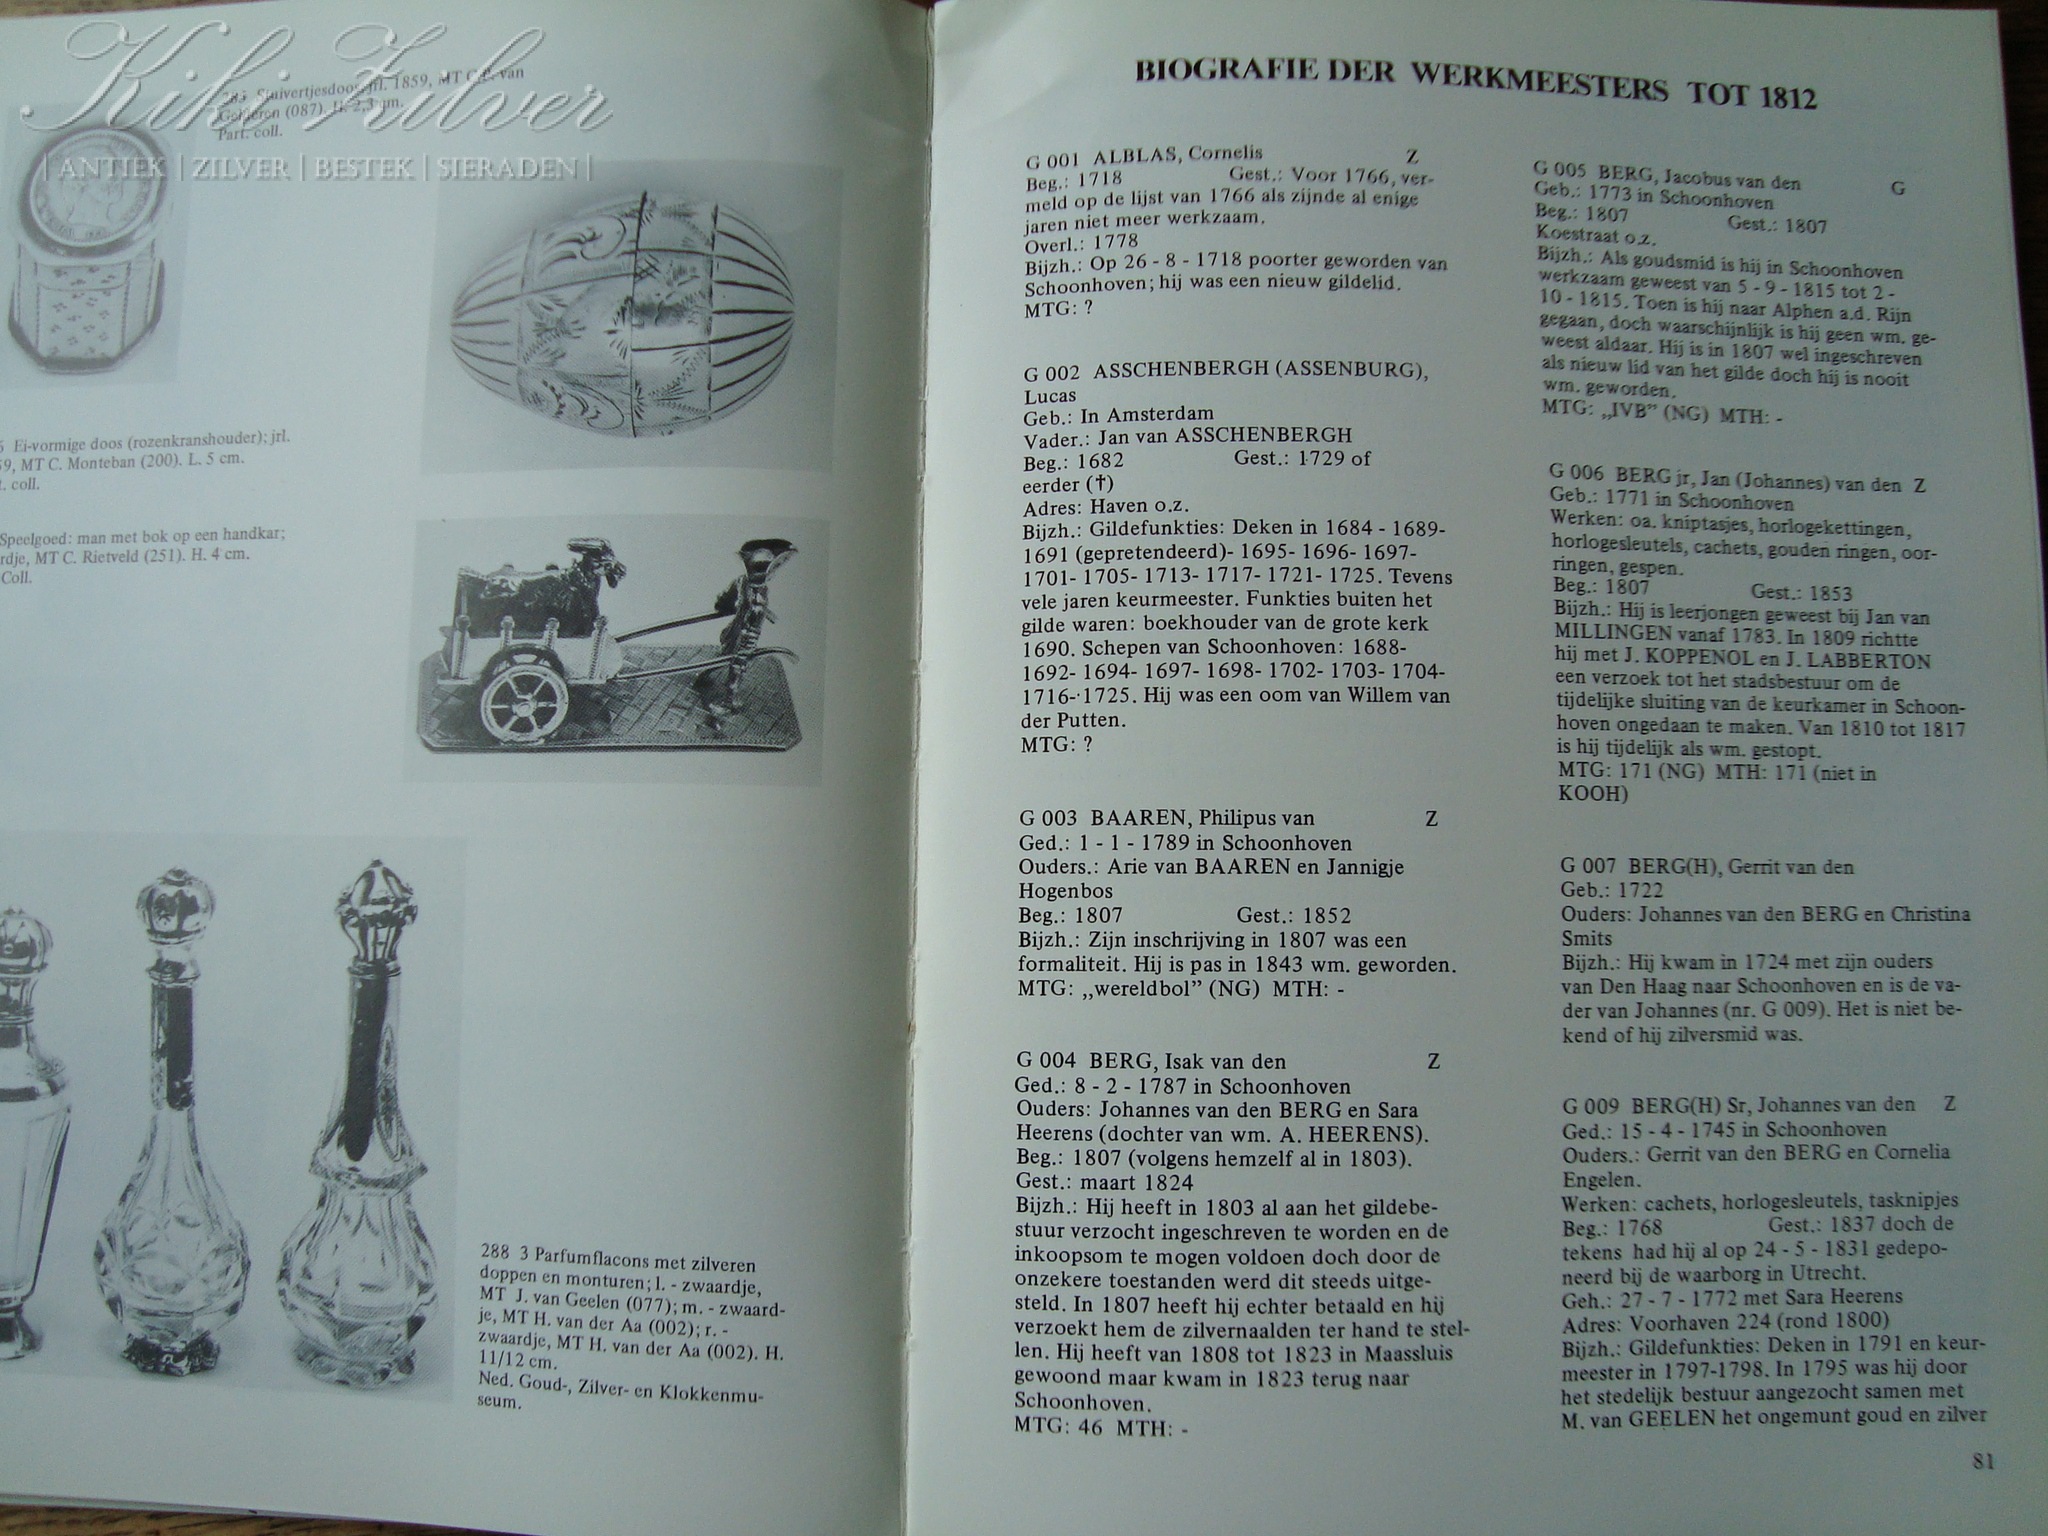 Kiki Zilver
| ANTIEK | ZILVER | BESTEK | SIERADEN |
285 Stuivertjesdoos; jrl. 1859, MT C.P. van
Gelderen (087). H. 2,3 cm.
Part. coll.
6 Ei-vormige doos (rozenkranshouder); jrl.
59, MT C. Monteban (200). L. 5 cm.
t. coll.
Speelgoed: man met bok op een handkar;
rdje, MT C. Rietveld (251). H. 4 cm.
Coll.
288 3 Parfumflacons met zilveren
doppen en monturen; l. - zwaardje,
MT J. van Geelen (077); m. - zwaard-
je, MT H. van der Aa (002); r. -
zwaardje, MT H. van der Aa (002). H.
11/12 cm.
Ned. Goud-, Zilver- en Klokkenmu-
seum.
BIOGRAFIE DER WERKMEESTERS TOT 1812
G 001 ALBLAS, Cornelis Z
Beg.: 1718 Gest.: Voor 1766, ver-
meld op de lijst van 1766 als zijnde al enige
jaren niet meer werkzaam.
Overl.: 1778
Bijzh.: Op 26 - 8 - 1718 poorter geworden van
Schoonhoven; hij was een nieuw gildelid.
MTG: ?
G 002 ASSCHENBERGH (ASSENBURG),
Lucas
Geb.: In Amsterdam
Vader.: Jan van ASSCHENBERGH
Beg.: 1682 Gest.: 1729 of
eerder (†)
Adres: Haven o.z.
Bijzh.: Gildefunkties: Deken in 1684 - 1689-
1691 (gepretendeerd)- 1695- 1696- 1697-
1701- 1705- 1713- 1717- 1721- 1725. Tevens
vele jaren keurmeester. Funkties buiten het
gilde waren: boekhouder van de grote kerk
1690. Schepen van Schoonhoven: 1688-
1692- 1694- 1697- 1698- 1702- 1703- 1704-
1716- 1725. Hij was een oom van Willem van
der Putten.
MTG: ?
G 003 BAAREN, Philipus van Z
Ged.: 1 - 1 - 1789 in Schoonhoven
Ouders.: Arie van BAAREN en Jannigje
Hogenbos
Beg.: 1807 Gest.: 1852
Bijzh.: Zijn inschrijving in 1807 was een
formaliteit. Hij is pas in 1843 wm. geworden.
MTG: „wereldbol” (NG) MTH: -
G 004 BERG, Isak van den Z
Ged.: 8 - 2 - 1787 in Schoonhoven
Ouders: Johannes van den BERG en Sara
Heerens (dochter van wm. A. HEERENS).
Beg.: 1807 (volgens hemzelf al in 1803).
Gest.: maart 1824
Bijzh.: Hij heeft in 1803 al aan het gildebe-
stuur verzocht ingeschreven te worden en de
inkoopsom te mogen voldoen doch door de
onzekere toestanden werd dit steeds uitge-
steld. In 1807 heeft hij echter betaald en hij
verzoekt hem de zilvernaalden ter hand te stel-
len. Hij heeft van 1808 tot 1823 in Maassluis
gewoond maar kwam in 1823 terug naar
Schoonhoven.
MTG: 46 MTH: -
G 005 BERG, Jacobus van den G
Geb.: 1773 in Schoonhoven
Beg.: 1807 Gest.: 1807
Koestraat o.z.
Bijzh.: Als goudsmid is hij in Schoonhoven
werkzaam geweest van 5 - 9 - 1815 tot 2 -
10 - 1815. Toen is hij naar Alphen a.d. Rijn
gegaan, doch waarschijnlijk is hij geen wm. ge-
weest aldaar. Hij is in 1807 wel ingeschreven
als nieuw lid van het gilde doch hij is nooit
wm. geworden.
MTG: „IVB” (NG) MTH: -
G 006 BERG jr, Jan (Johannes) van den Z
Geb.: 1771 in Schoonhoven
Werken: oa. kniptasjes, horlogekettingen,
horlogesleutels, cachets, gouden ringen, oor-
ringen, gespen.
Beg.: 1807 Gest.: 1853
Bijzh.: Hij is leerjongen geweest bij Jan van
MILLINGEN vanaf 1783. In 1809 richtte
hij met J. KOPPENOL en J. LABBERTON
een verzoek tot het stadsbestuur om de
tijdelijke sluiting van de keurkamer in Schoon-
hoven ongedaan te maken. Van 1810 tot 1817
is hij tijdelijk als wm. gestopt.
MTG: 171 (NG) MTH: 171 (niet in
KOOH)
G 007 BERG(H), Gerrit van den
Geb.: 1722
Ouders: Johannes van den BERG en Christina
Smits
Bijzh.: Hij kwam in 1724 met zijn ouders
van Den Haag naar Schoonhoven en is de va-
der van Johannes (nr. G 009). Het is niet be-
kend of hij zilversmid was.
G 009 BERG(H) Sr, Johannes van den Z
Ged.: 15 - 4 - 1745 in Schoonhoven
Ouders.: Gerrit van den BERG en Cornelia
Engelen.
Werken: cachets, horlogesleutels, tasknipjes
Beg.: 1768 Gest.: 1837 doch de
tekens had hij al op 24 - 5 - 1831 gedepo-
neerd bij de waarborg in Utrecht.
Geh.: 27 - 7 - 1772 met Sara Heerens
Adres: Voorhaven 224 (rond 1800)
Bijzh.: Gildefunkties: Deken in 1791 en keur-
meester in 1797-1798. In 1795 was hij door
het stedelijk bestuur aangezocht samen met
M. van GEELEN het ongemunt goud en zilver
81